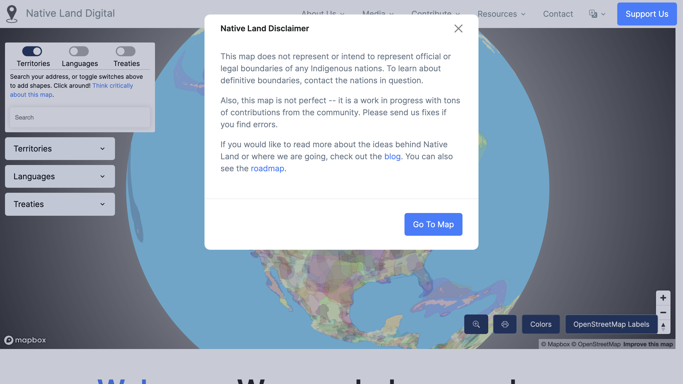 Native Land Digital
About Us
Media
Contribute
Resources
Contact
Support Us
Native Land Disclaimer
This map does not represent or intend to represent official or
legal boundaries of any Indigenous nations. To learn about
definitive boundaries, contact the nations in question.
Also, this map is not perfect -- it is a work in progress with tons
of contributions from the community. Please send us fixes if
you find errors.
If you would like to read more about the ideas behind Native
Land or where we are going, check out the blog. You can also
see the roadmap.
Go To Map
Territories
Languages
Treaties
Search your address, or toggle switches above
to add shapes. Click around! Think critically
about this map.
Search
Territories
Languages
Treaties
Colors
OpenStreetMap Labels
mapbox
© Mapbox © OpenStreetMap Improve this map